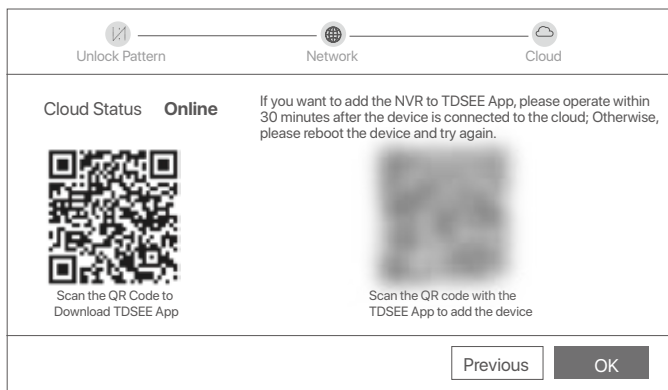 Unlock Pattern
Network
Cloud
Cloud Status Online
If you want to add the NVR to TDSEE App, please operate within
30 minutes after the device is connected to the cloud; Otherwise,
please reboot the device and try again.
Scan the QR Code to
Download TDSEE App
Scan the QR code with the
TDSEE App to add the device
Previous
OK